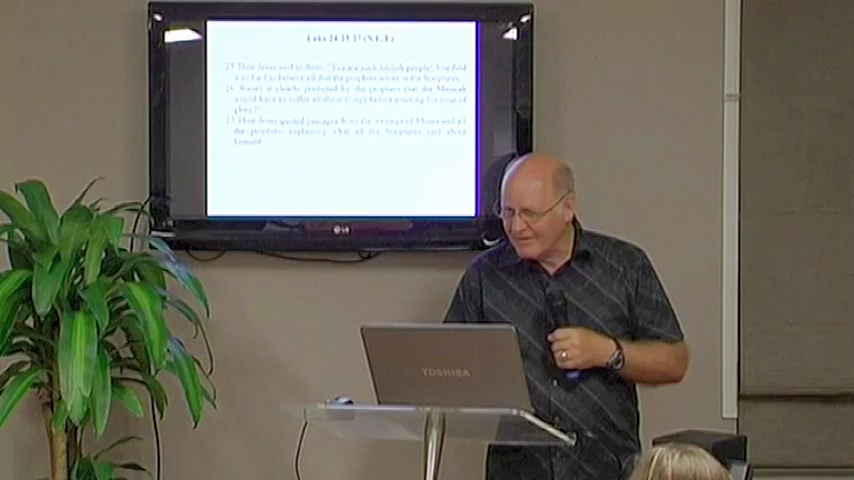 Luke 24:25-27 (N.L.T.)
25 Then Jesus said to them, "You are such foolish people! You find
it so hard to believe all that the prophets wrote in the Scriptures.
26 Wasn't it clearly predicted by the prophets that the Messiah
would have to suffer all these things before entering his time of
glory?"
27 Then Jesus quoted passages from the writings of Moses and all
the prophets, explaining what all the Scriptures said about
himself.
LG
TOSHIBA